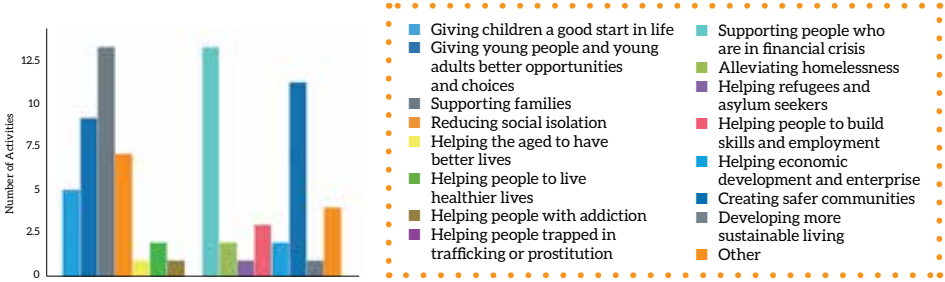 Number of Activities
12.5
10
7.5
5
2.5
0
Giving children a good start in life
Giving young people and young
adults better opportunities
and choices
Supporting families
Reducing social isolation
Helping the aged to have
better lives
Helping people to live
healthier lives
Helping people with addiction
Helping people trapped in
trafficking or prostitution
Supporting people who
are in financial crisis
Alleviating homelessness
Helping refugees and
asylum seekers
Helping people to build
skills and employment
Helping economic
development and enterprise
Creating safer communities
Developing more
sustainable living
Other